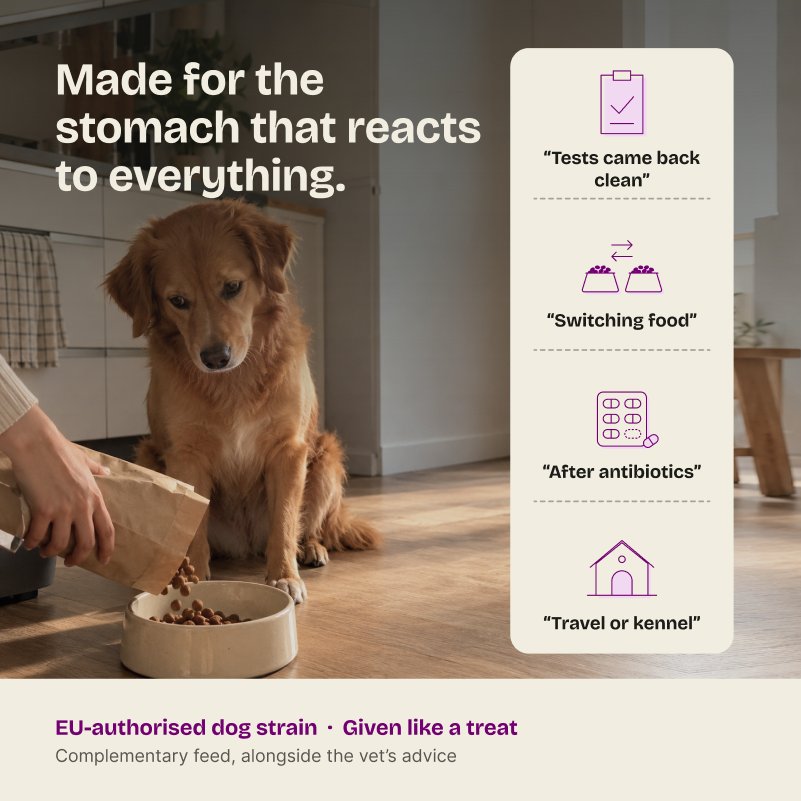 Made for the
stomach that reacts
to everything.
“Tests came back
clean”
“Switching food”
“After antibiotics”
“Travel or kennel”
EU-authorised dog strain · Given like a treat
Complementary feed, alongside the vet’s advice